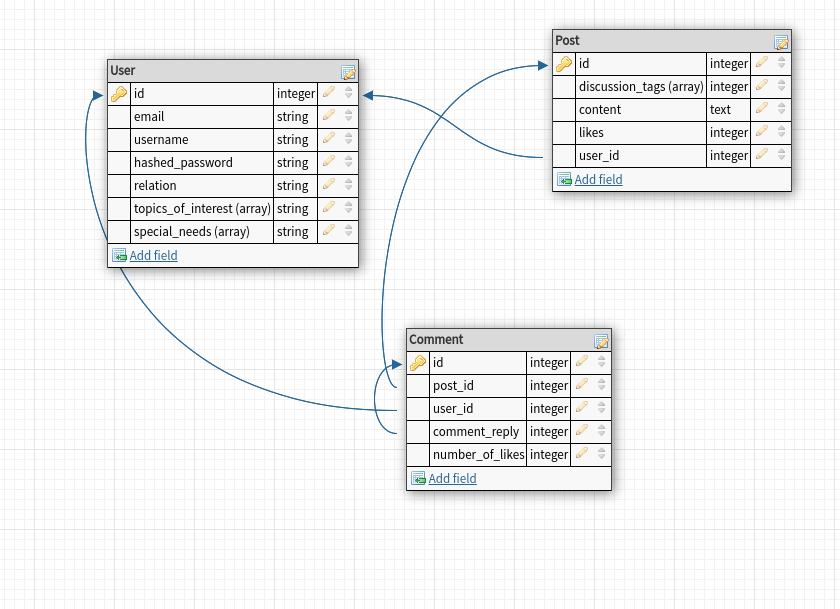 User
id integer
email string
username string
hashed_password string
relation string
topics_of_interest (array) string
special_needs (array) string
Add field
Post
id integer
discussion_tags (array) integer
content text
likes integer
user_id integer
Add field
Comment
id integer
post_id integer
user_id integer
comment_reply integer
number_of_likes integer
Add field